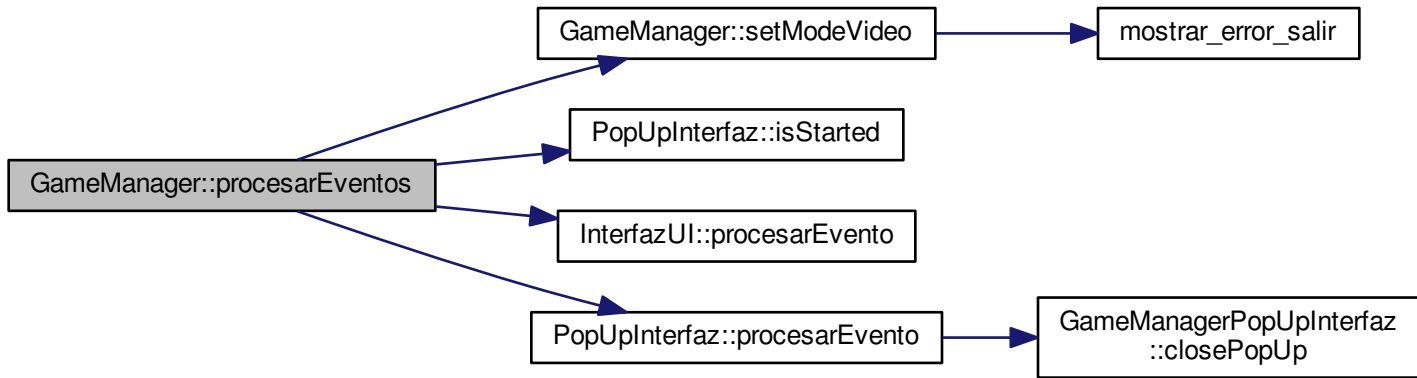 GameManager::setModeVideo
mostrar_error_salir
PopUpInterfaz::isStarted
GameManager::procesarEventos
InterfazUI::procesarEvento
PopUpInterfaz::procesarEvento
GameManagerPopUpInterfaz
::closePopUp